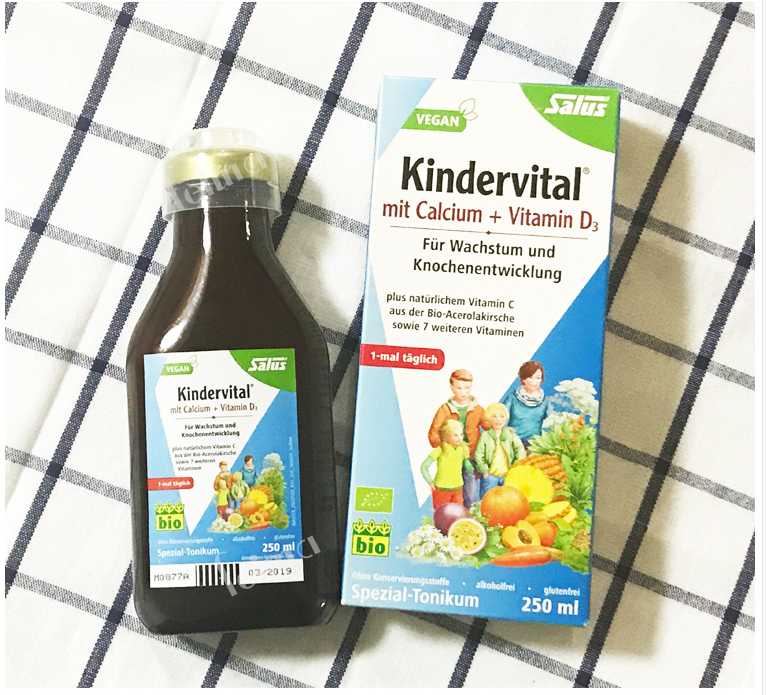 VEGAN
Salus
Kindervital®
mit Calcium + Vitamin D₃
Für Wachstum und
Knochenentwicklung
plus natürlichem Vitamin C
aus der Bio-Acerolakirsche
sowie 7 weiteren Vitaminen
1-mal täglich
bio
Ohne Konservierungsstoffe • alkoholfrei • glutenfrei
Spezial-Tonikum
250 ml
VEGAN
Salus
Kindervital®
mit Calcium + Vitamin D₃
Für Wachstum und
Knochenentwicklung
plus natürlichem Vitamin C
aus der Bio-Acerolakirsche
sowie 7 weiteren
Vitaminen
1-mal täglich
bio
Ohne Konservierungsstoffe • alkoholfrei • glutenfrei
Spezial-Tonikum
250 ml
M0877A
03/2019